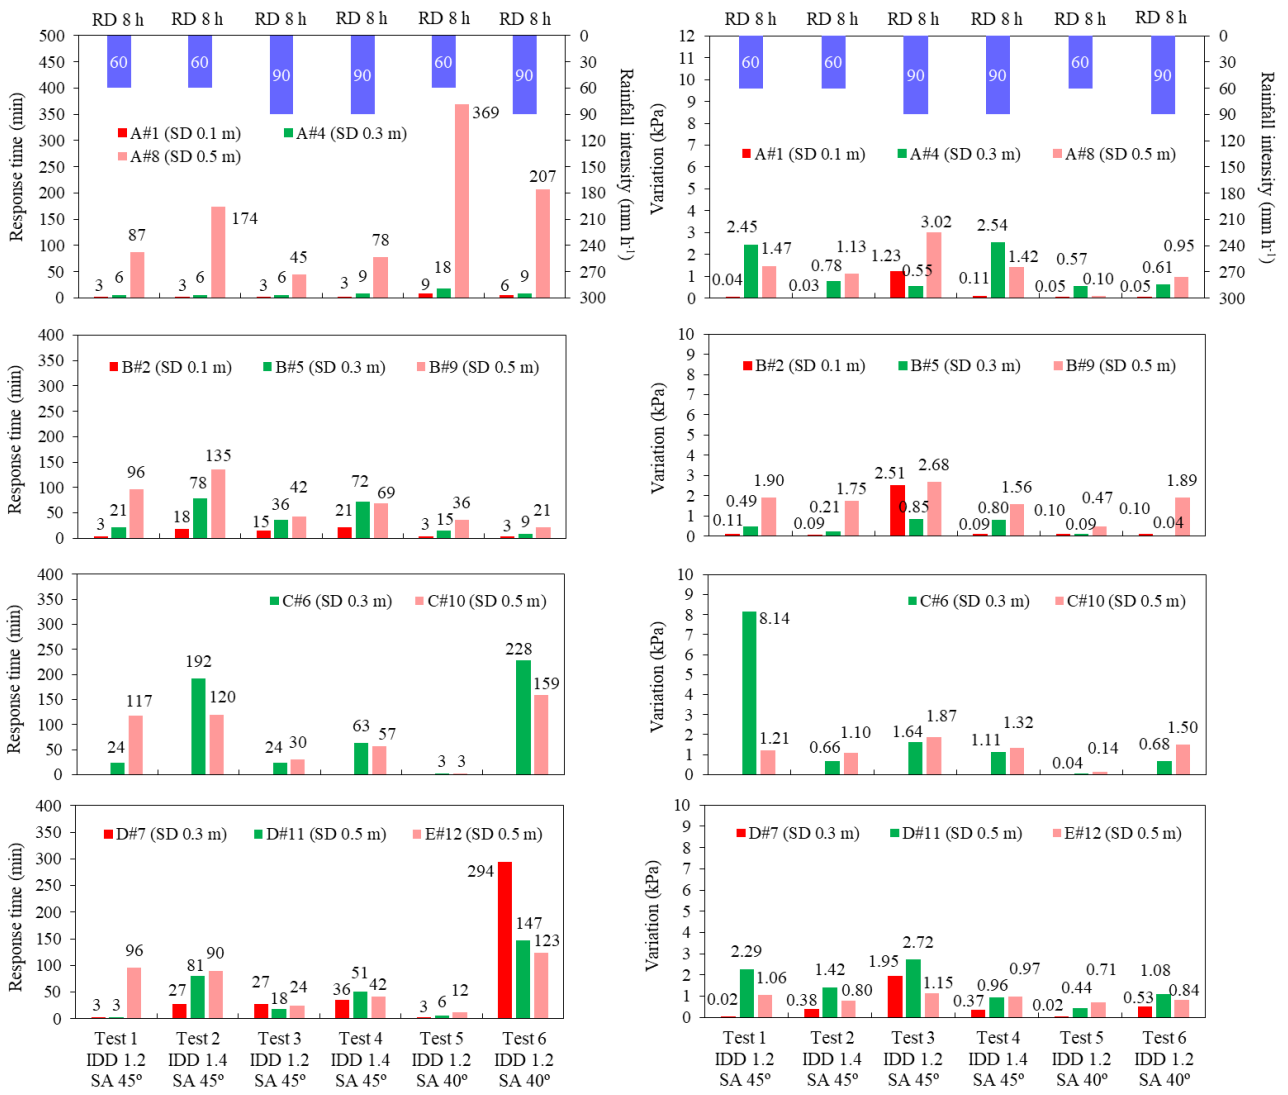 RD 8 h RD 8 h RD 8 h RD 8 h RD 8 h RD 8 h
500 450 400 350 300 250 200 150 100 50 0
Response time (min)
60 60 90 90 60 90
0 30 60 90 120 150 180 210 240 270 300
Rainfall intensity (mm h⁻¹)
A#1 (SD 0.1 m) A#4 (SD 0.3 m)
A#8 (SD 0.5 m)
3 6 87 3 6 174 3 6 45 3 9 78 9 18 369 6 9 207
RD 8 h RD 8 h RD 8 h RD 8 h RD 8 h RD 8 h
12 11 10 9 8 7 6 5 4 3 2 1 0
Variation (kPa)
60 60 90 90 60 90
0 30 60 90 120 150 180 210 240 270 300
Rainfall intensity (mm h⁻¹)
A#1 (SD 0.1 m) A#4 (SD 0.3 m) A#8 (SD 0.5 m)
0.04 2.45 1.47 0.03 0.78 1.13 1.23 0.55 3.02 0.11 2.54 1.42 0.05 0.57 0.10 0.05 0.61 0.95
400 350 300 250 200 150 100 50 0
Response time (min)
B#2 (SD 0.1 m) B#5 (SD 0.3 m) B#9 (SD 0.5 m)
3 21 96 18 78 135 15 36 42 21 72 69 3 15 36 3 9 21
10 9 8 7 6 5 4 3 2 1 0
Variation (kPa)
B#2 (SD 0.1 m) B#5 (SD 0.3 m) B#9 (SD 0.5 m)
0.11 0.49 1.90 0.09 0.21 1.75 2.51 0.85 2.68 0.09 0.80 1.56 0.10 0.09 0.47 0.10 0.04 1.89
400 350 300 250 200 150 100 50 0
Response time (min)
C#6 (SD 0.3 m) C#10 (SD 0.5 m)
24 117 192 120 24 30 63 57 3 3 228 159
10 9 8 7 6 5 4 3 2 1 0
Variation (kPa)
C#6 (SD 0.3 m) C#10 (SD 0.5 m)
8.14 1.21 0.66 1.10 1.64 1.87 1.11 1.32 0.04 0.14 0.68 1.50
400 350 300 250 200 150 100 50 0
Response time (min)
D#7 (SD 0.3 m) D#11 (SD 0.5 m) E#12 (SD 0.5 m)
3 3 96 27 81 90 27 18 24 36 51 42 3 6 12 294 147 123
Test 1 Test 2 Test 3 Test 4 Test 5 Test 6
IDD 1.2 IDD 1.4 IDD 1.2 IDD 1.4 IDD 1.2 IDD 1.2
SA 45º SA 45º SA 45º SA 45º SA 40º SA 40º
10 9 8 7 6 5 4 3 2 1 0
Variation (kPa)
D#7 (SD 0.3 m) D#11 (SD 0.5 m) E#12 (SD 0.5 m)
0.02 2.29 1.06 0.38 1.42 0.80 1.95 2.72 1.15 0.37 0.96 0.97 0.02 0.44 0.71 0.53 1.08 0.84
Test 1 Test 2 Test 3 Test 4 Test 5 Test 6
IDD 1.2 IDD 1.4 IDD 1.2 IDD 1.4 IDD 1.2 IDD 1.2
SA 45º SA 45º SA 45º SA 45º SA 40º SA 40º